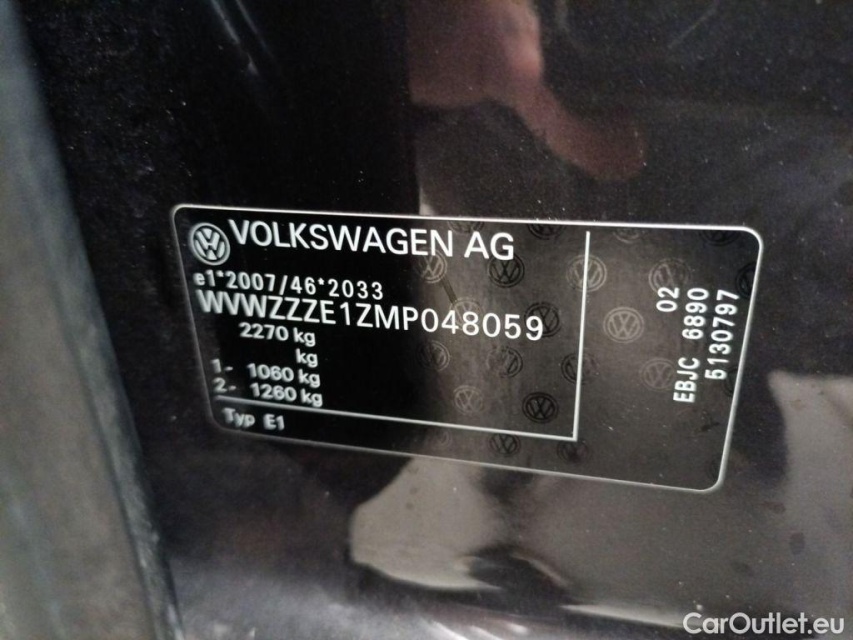 VOLKSWAGEN AG
e1*2007/46*2033
WVWZZZE1ZMP048059
2270 kg
kg
1- 1060 kg
2- 1260 kg
Typ E1
02
EBJC 6890
5130797
CarOutlet.eu